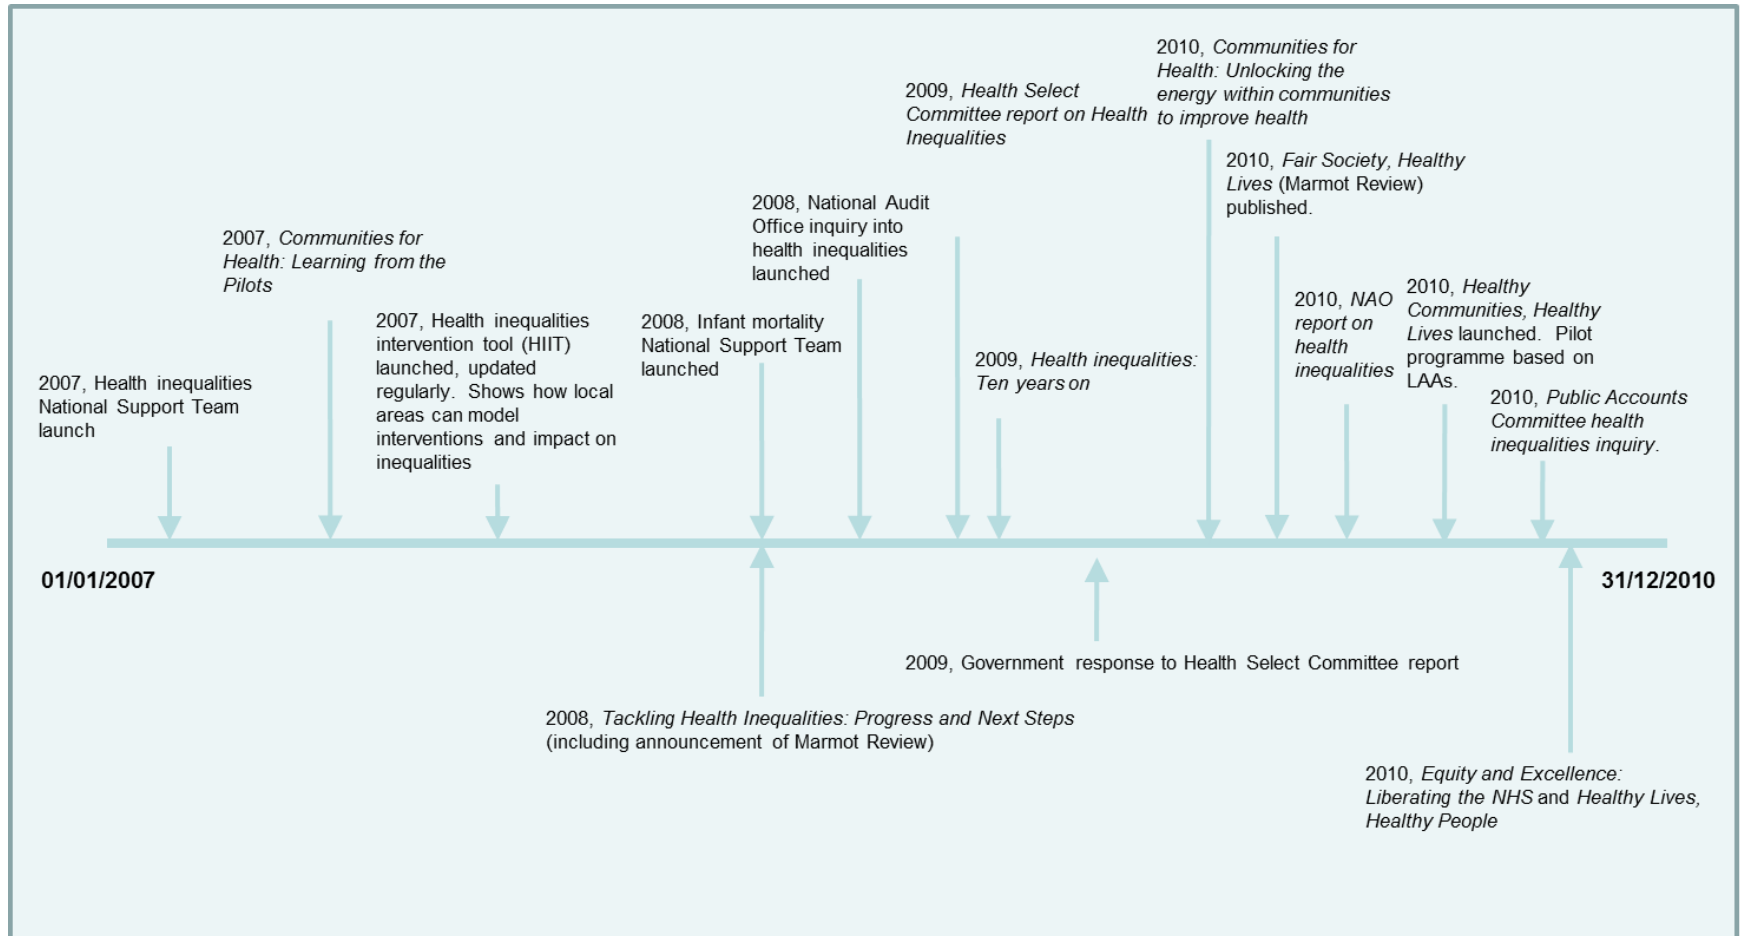 2007, Health inequalities
National Support Team
launch
2007, Communities for
Health: Learning from the
Pilots
2007, Health inequalities
intervention tool (HIIT)
launched, updated
regularly. Shows how local
areas can model
interventions and impact on
inequalities
2008, Infant mortality
National Support Team
launched
2008, National Audit
Office inquiry into
health inequalities
launched
2009, Health Select
Committee report on Health
Inequalities
2009, Health inequalities:
Ten years on
2010, Communities for
Health: Unlocking the
energy within communities
to improve health
2010, Fair Society, Healthy
Lives (Marmot Review)
published.
2010, NAO
report on
health
inequalities
2010, Healthy
Communities, Healthy
Lives launched. Pilot
programme based on
LAAs.
2010, Public Accounts
Committee health
inequalities inquiry.
01/01/2007
31/12/2010
2008, Tackling Health Inequalities: Progress and Next Steps
(including announcement of Marmot Review)
2009, Government response to Health Select Committee report
2010, Equity and Excellence:
Liberating the NHS and Healthy Lives,
Healthy People